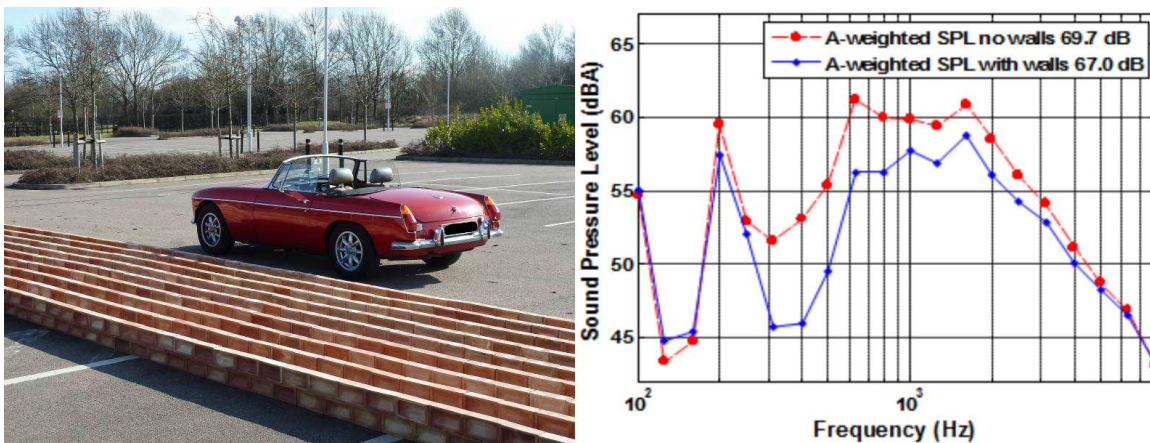 65
60
55
50
45
Sound Pressure Level (dBA)
A-weighted SPL no walls 69.7 dB
A-weighted SPL with walls 67.0 dB
10²
10³
Frequency (Hz)